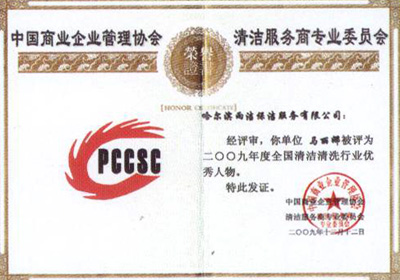 中国商业企业管理协会
清洁服务商专业委员会
榮譽
證書
[HONOR CERTIFICATE]
哈尔滨尚洁保洁服务有限公司：
经评审，你单位 马丽娜 被评为
二〇〇九年度全国清洁清洗行业优
秀人物。
特此发证。
PCCSC
中国商业企业管理协会
清洁服务商专业委员会
二〇〇九年十二月十二日